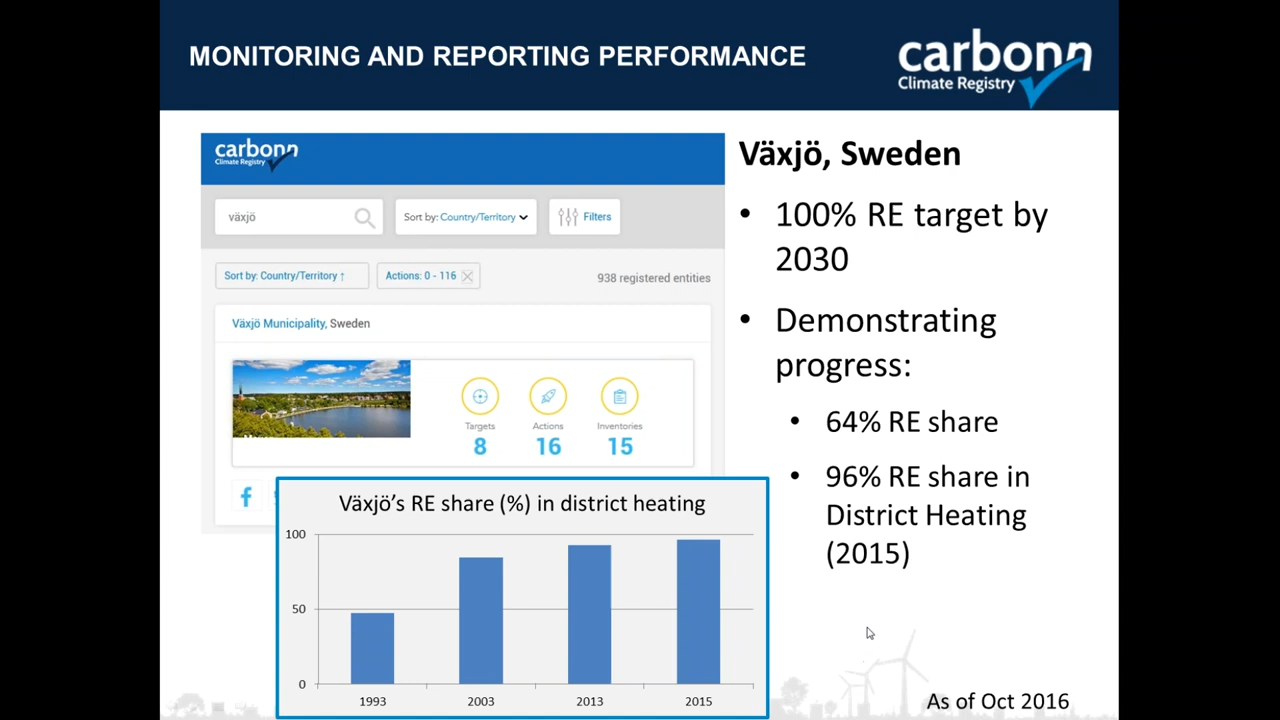 MONITORING AND REPORTING PERFORMANCE
carbonn
Climate Registry
carbonn
Climate Registry
växjö
Sort by: Country/Territory
Filters
Sort by: Country/Territory ↑
Actions: 0 - 116
938 registered entities
Växjö Municipality, Sweden
Targets
Actions
Inventories
8
16
15
Växjö's RE share (%) in district heating
100
50
0
1993
2003
2013
2015
Växjö, Sweden
• 100% RE target by
2030
• Demonstrating
progress:
• 64% RE share
• 96% RE share in
District Heating
(2015)
As of Oct 2016